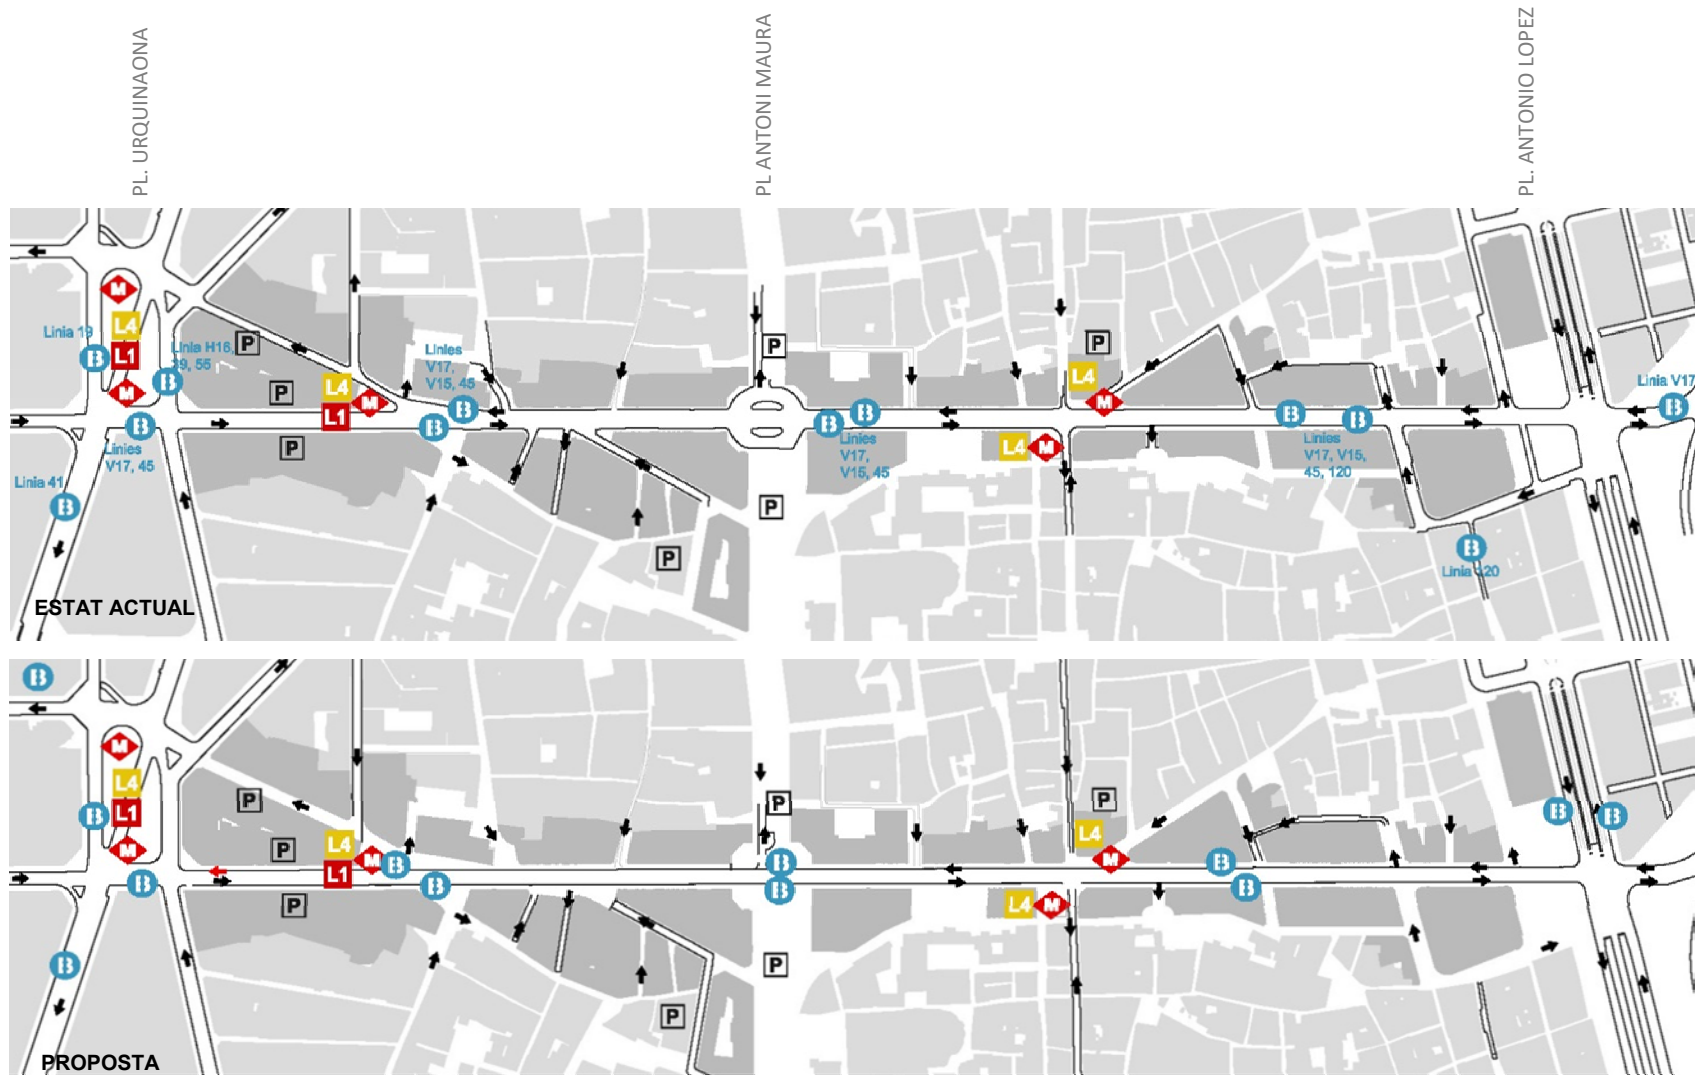 PL. URQUINAONA
PL ANTONI MAURA
PL. ANTONIO LOPEZ
M
Linia 19
L4
B
L1
Linia H16,
39, 55
P
B
M
B
Linies
V17, 45
Linia 41
B
P
L4
L1
M
P
Linies
V17,
V15, 45
B
B
P
B
B
Linies
V17,
V15, 45
P
P
P
L4
M
L4
M
B
B
Linies
V17, V15,
45, 120
B
Linia 120
Linia V17
B
ESTAT ACTUAL
B
M
L4
B
L1
M
B
B
P
P
L4
L1
M
B
P
B
P
B
B
P
P
P
L4
M
L4
M
B
B
B
B
PROPOSTA